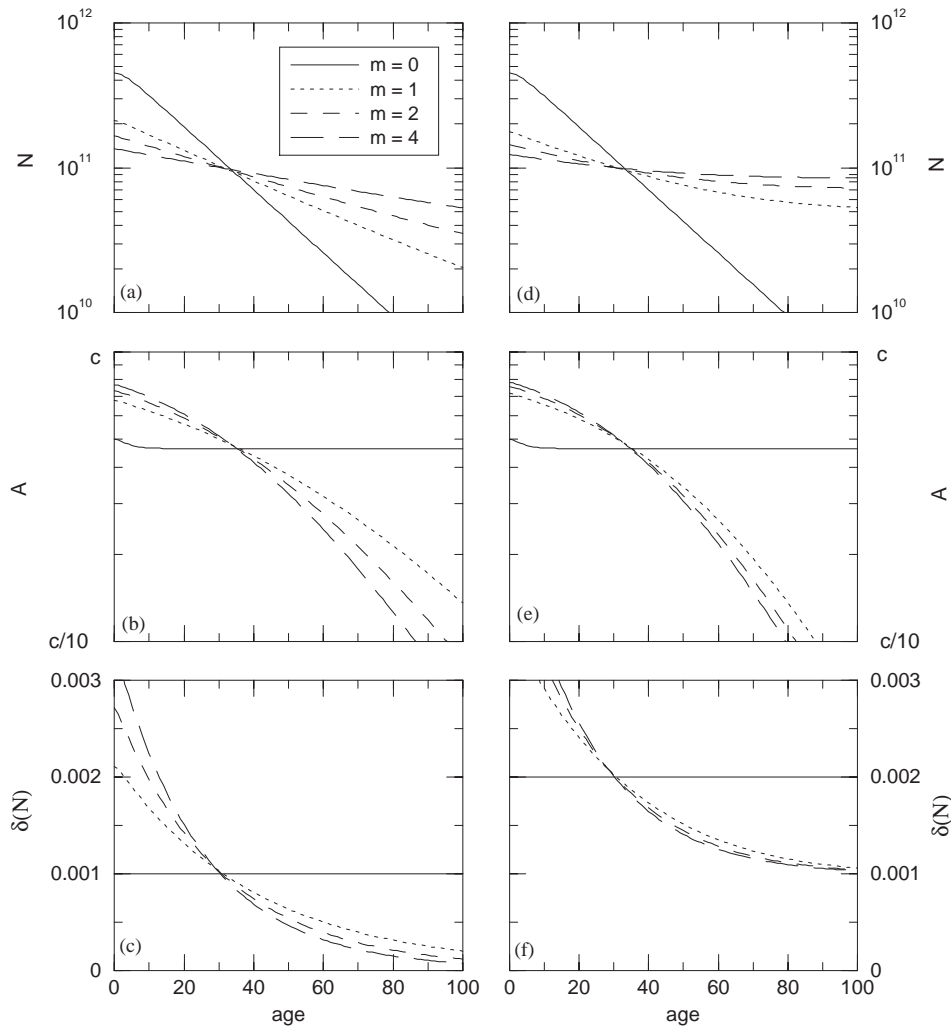 10^12
10^12
m = 0
m = 1
m = 2
m = 4
N
10^11
10^11
N
(a)
(d)
10^10
10^10
c
c
A
A
(b)
(e)
c/10
c/10
0.003
0.003
0.002
0.002
δ(N)
δ(N)
0.001
0.001
(c)
(f)
0
0
0 20 40 60 80 100
0 20 40 60 80 100
age
age